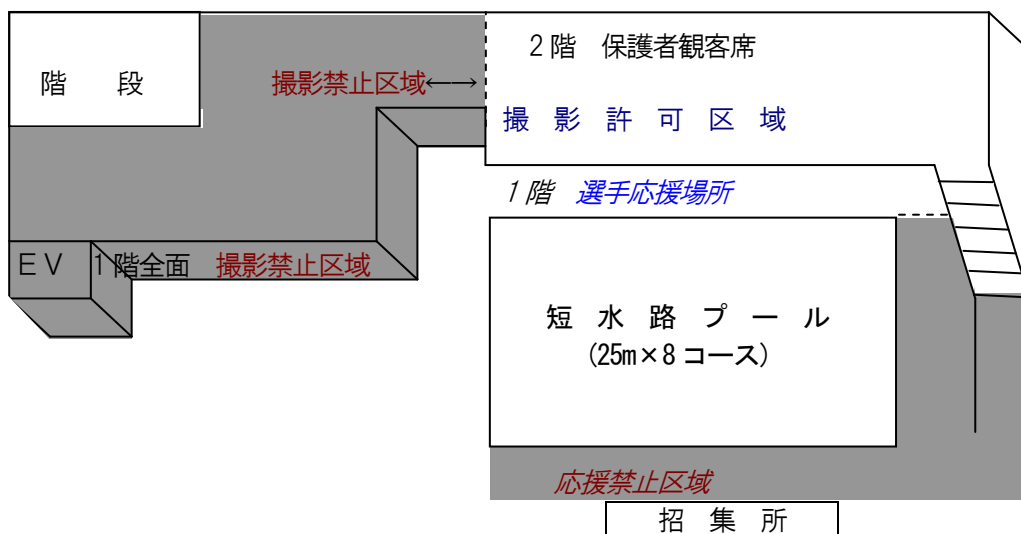 2階 保護者観客席
階 段
撮影禁止区域←→
撮 影 許 可 区 域
1階 選手応援場所
EV 1階全面 撮影禁止区域
短 水 路 プ ー ル
(25m×8コース)
応援禁止区域
招 集 所